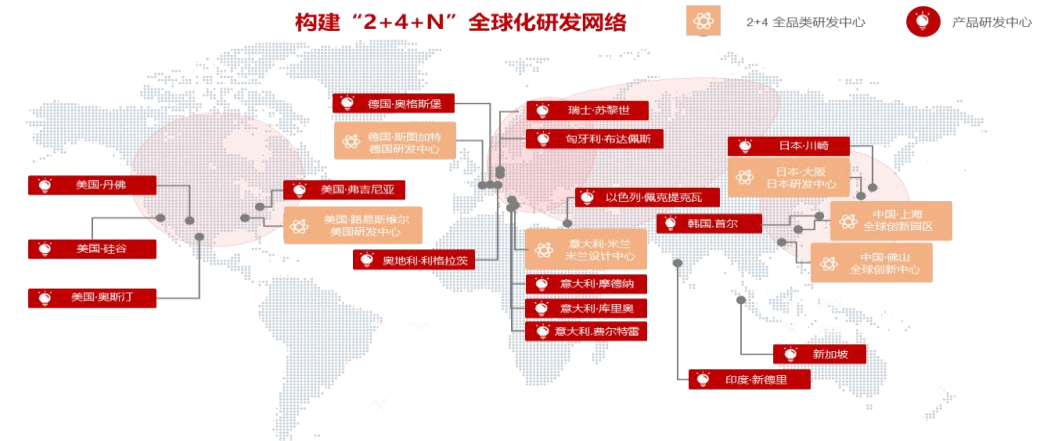 构建“2+4+N”全球化研发网络
2+4 全品类研发中心
产品研发中心
德国·奥格斯堡
德国·斯图加特
德国研发中心
瑞士·苏黎世
匈牙利·布达佩斯
日本·川崎
日本·大阪
日本研发中心
美国·丹佛
美国·弗吉尼亚
以色列·佩克提克瓦
美国·路易斯维尔
美国研发中心
韩国.首尔
中国·上海
全球创新园区
美国·硅谷
奥地利·利格拉茨
意大利·米兰
米兰设计中心
中国·佛山
全球创新中心
美国·奥斯汀
意大利·摩德纳
意大利·库里奥
意大利.费尔特雷
新加坡
印度·新德里